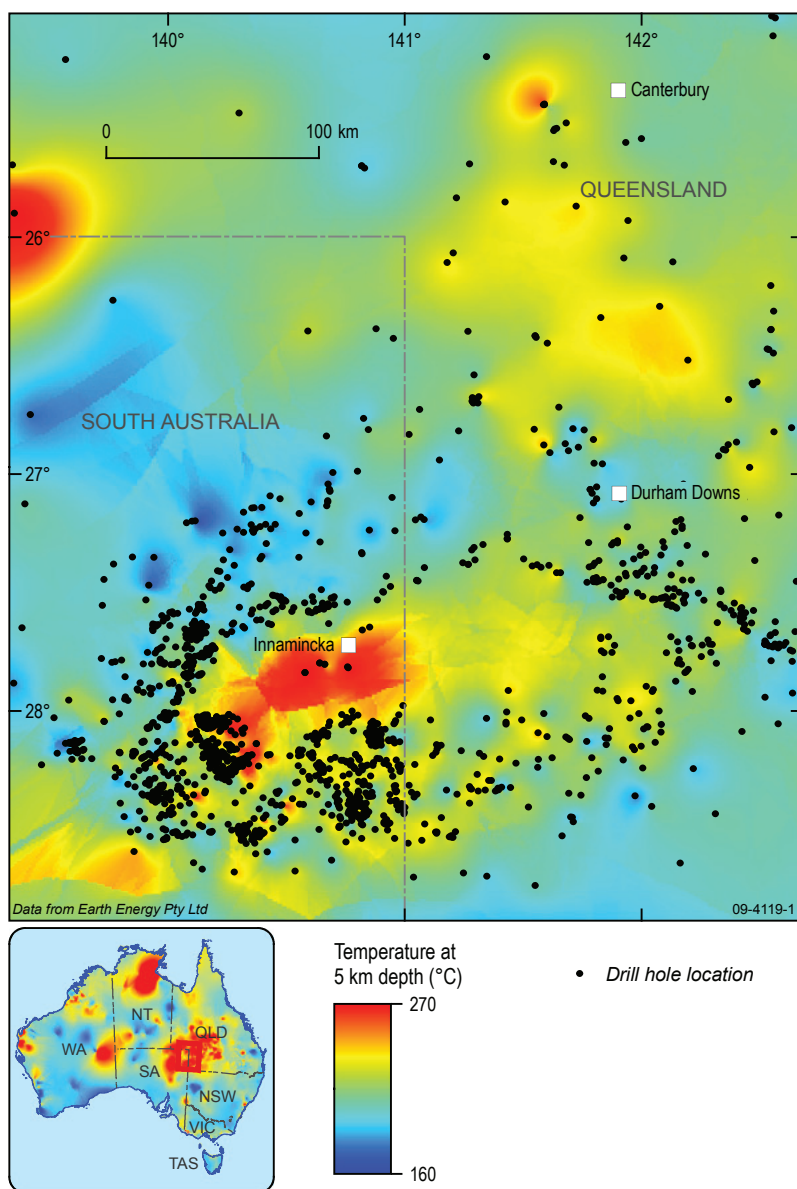 140°
141°
142°
Canterbury
0
100 km
QUEENSLAND
26°
SOUTH AUSTRALIA
27°
Durham Downs
Innamincka
28°
Data from Earth Energy Pty Ltd
09-4119-1
Temperature at
5 km depth (°C)
Drill hole location
270
160
NT
QLD
WA
SA
NSW
VIC
TAS